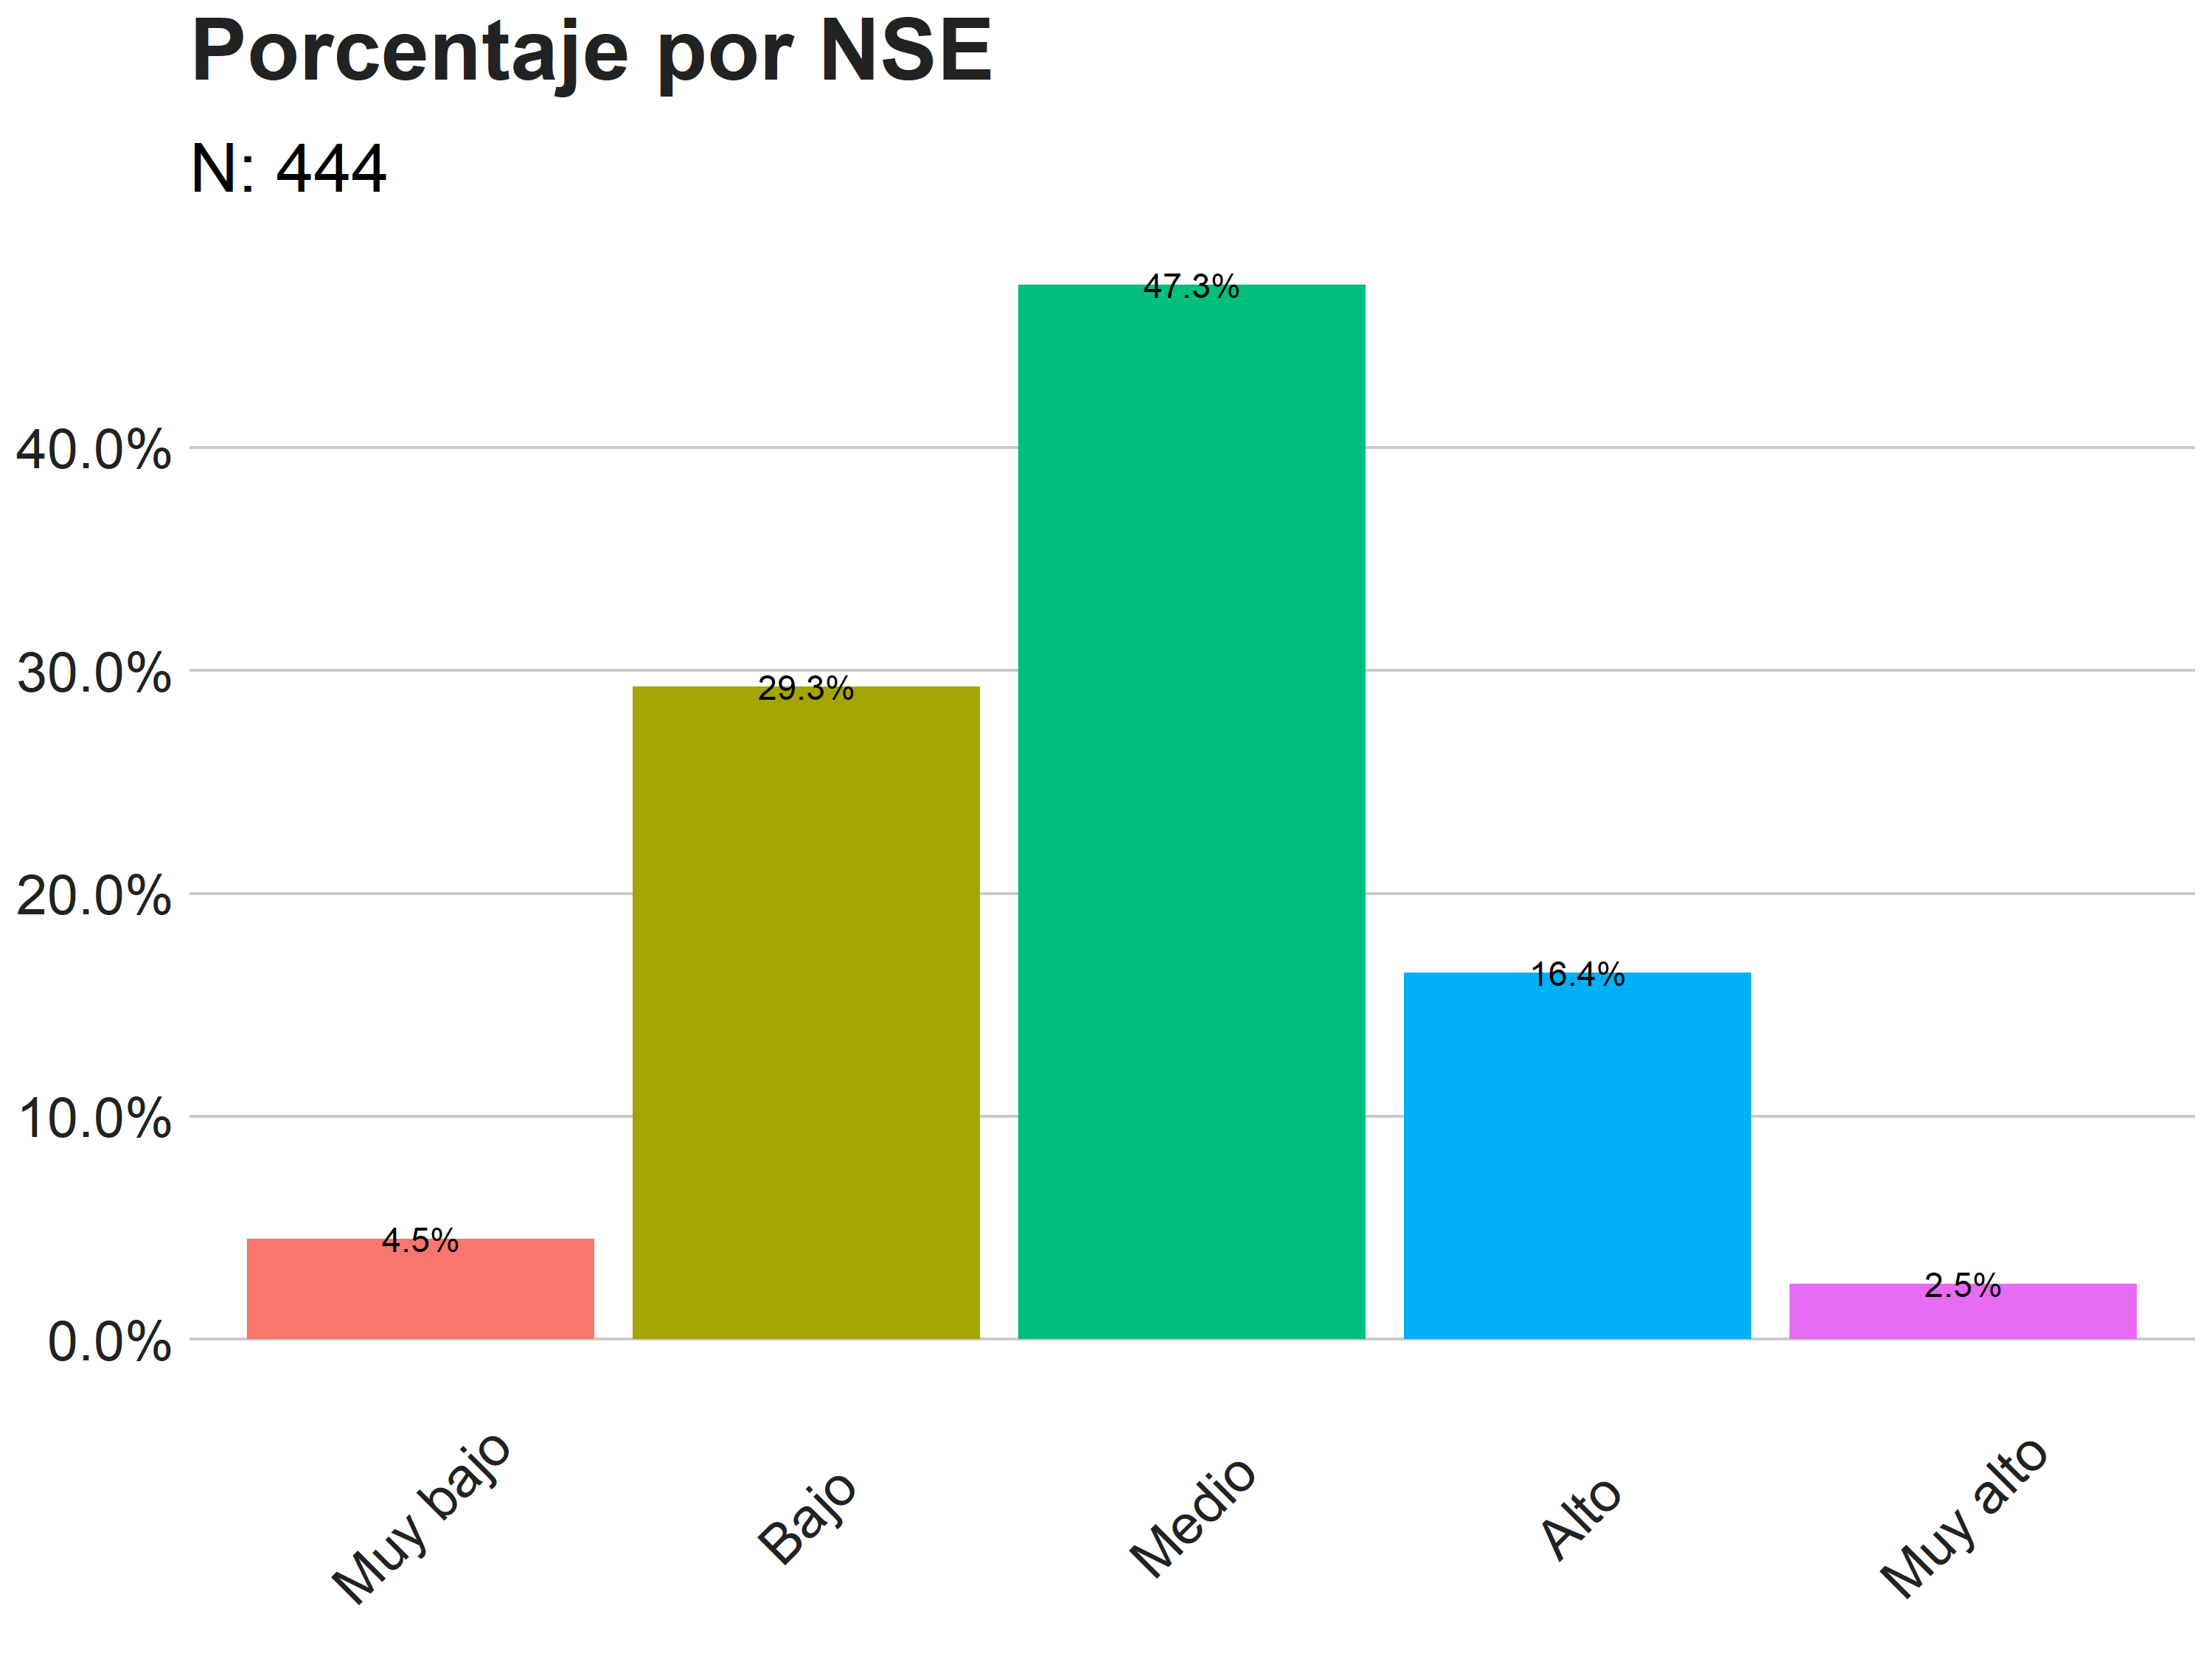 Porcentaje por NSE
N: 444
47.3%
40.0%
30.0%
29.3%
20.0%
16.4%
10.0%
4.5%
2.5%
0.0%
Muy bajo
Bajo
Medio
Alto
Muy alto